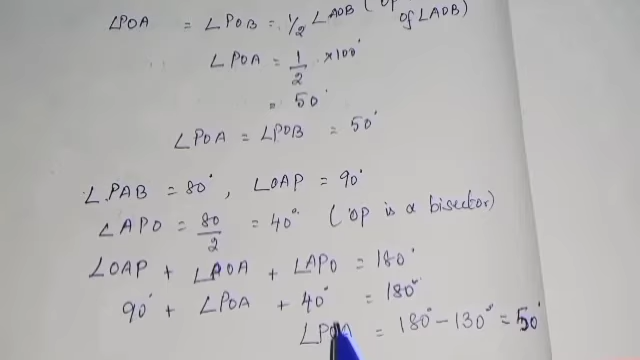 ∠POA = ∠POB = 1/2 ∠AOB ( OP
of ∠AOB)
∠POA = 1/2 × 100°
= 50°
∠POA = ∠POB = 50°
∠PAB = 80°, ∠OAP = 90°
∠APO = 80/2 = 40° ( OP is a bisector)
∠OAP + ∠POA + ∠APO = 180°
90° + ∠POA + 40° = 180°
∠POA = 180° - 130° = 50°